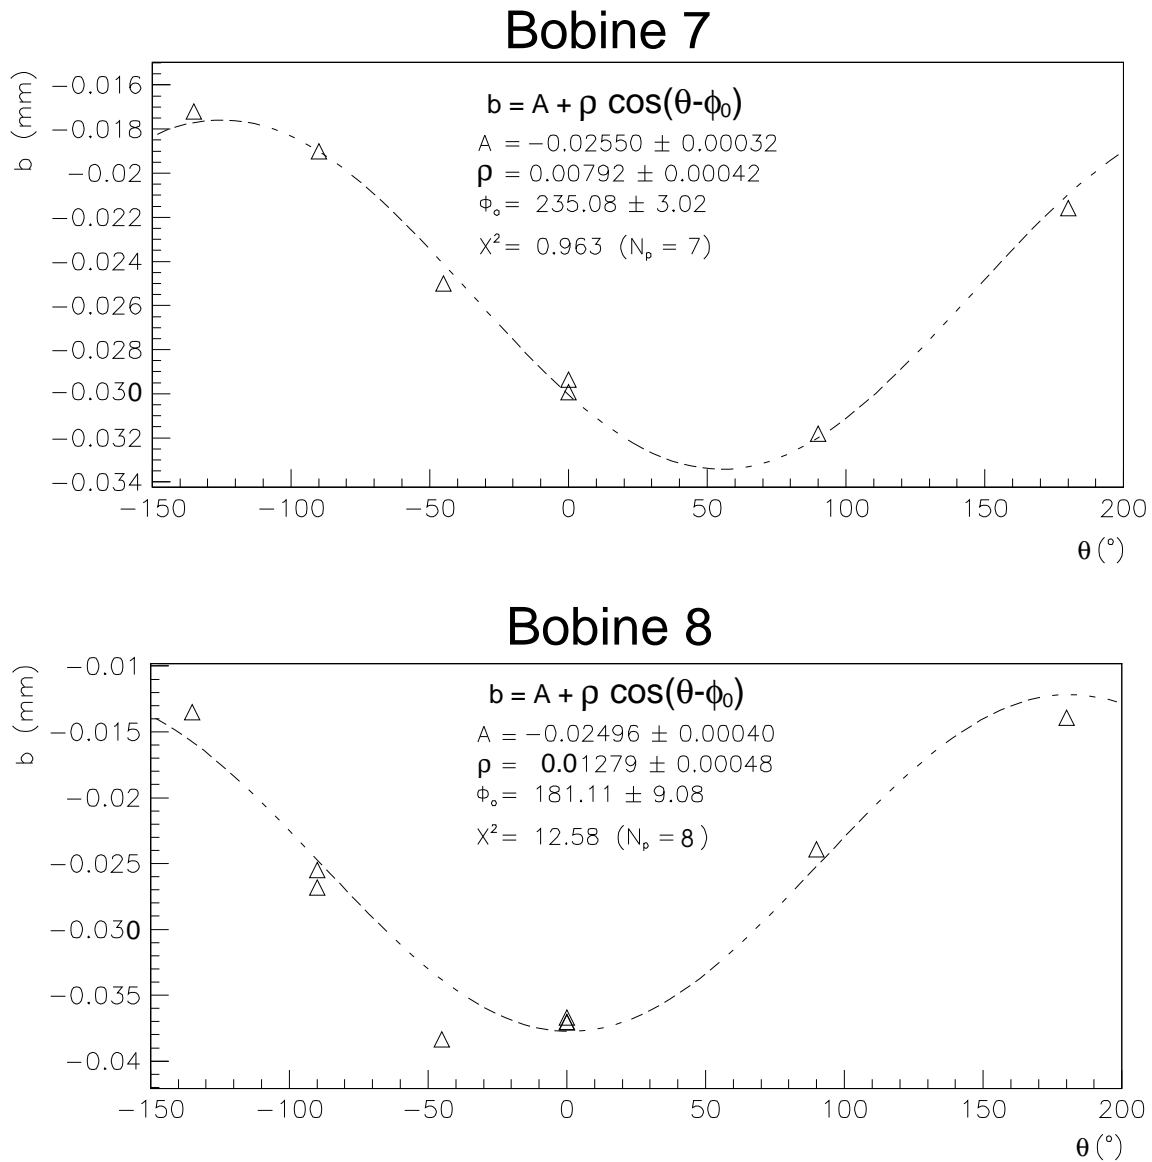 Bobine 7
b = A + ρ cos(θ-ϕ₀)
A = −0.02550 ± 0.00032
ρ = 0.00792 ± 0.00042
Φₒ = 235.08 ± 3.02
X² = 0.963 (Nₚ = 7)
b (mm)
−0.016
−0.018
−0.02
−0.022
−0.024
−0.026
−0.028
−0.030
−0.032
−0.034
−150 −100 −50 0 50 100 150 200
θ (°)
Bobine 8
b = A + ρ cos(θ-ϕ₀)
A = −0.02496 ± 0.00040
ρ = 0.01279 ± 0.00048
Φₒ = 181.11 ± 9.08
X² = 12.58 (Nₚ = 8)
b (mm)
−0.01
−0.015
−0.02
−0.025
−0.030
−0.035
−0.04
−150 −100 −50 0 50 100 150 200
θ (°)